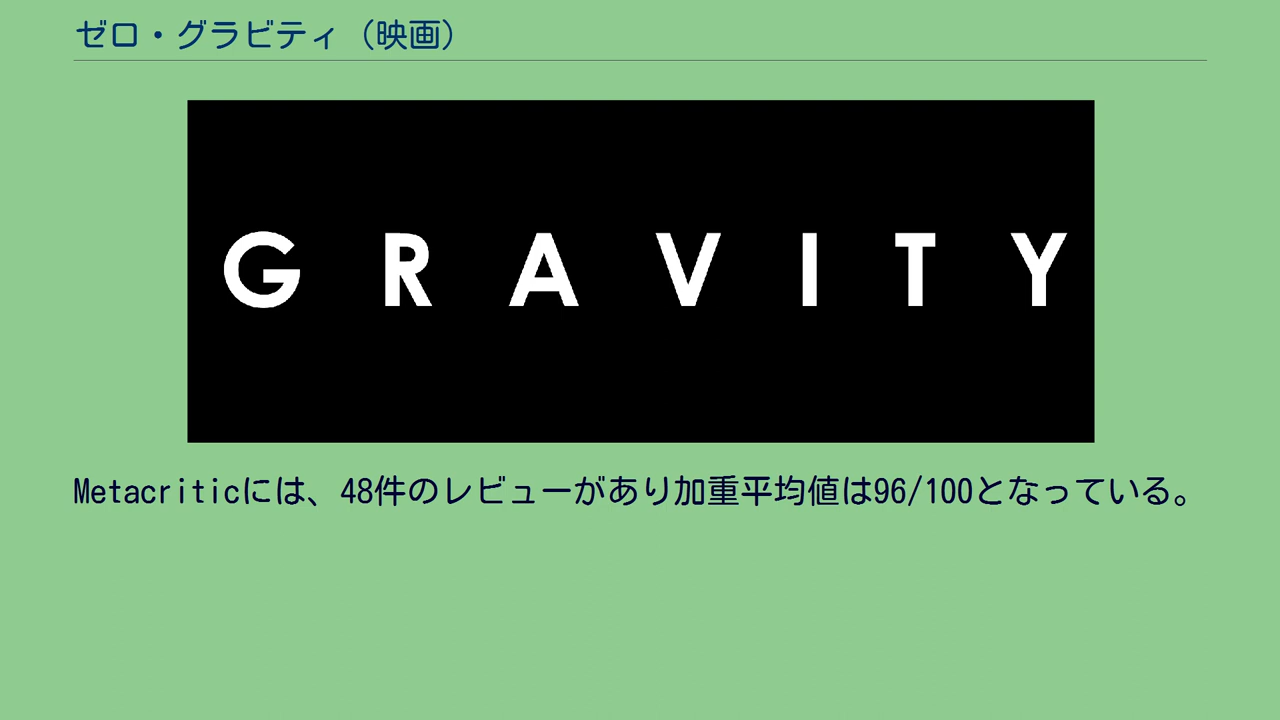 ゼロ・グラビティ（映画）
GRAVITY
Metacriticには、48件のレビューがあり加重平均値は96/100となっている。